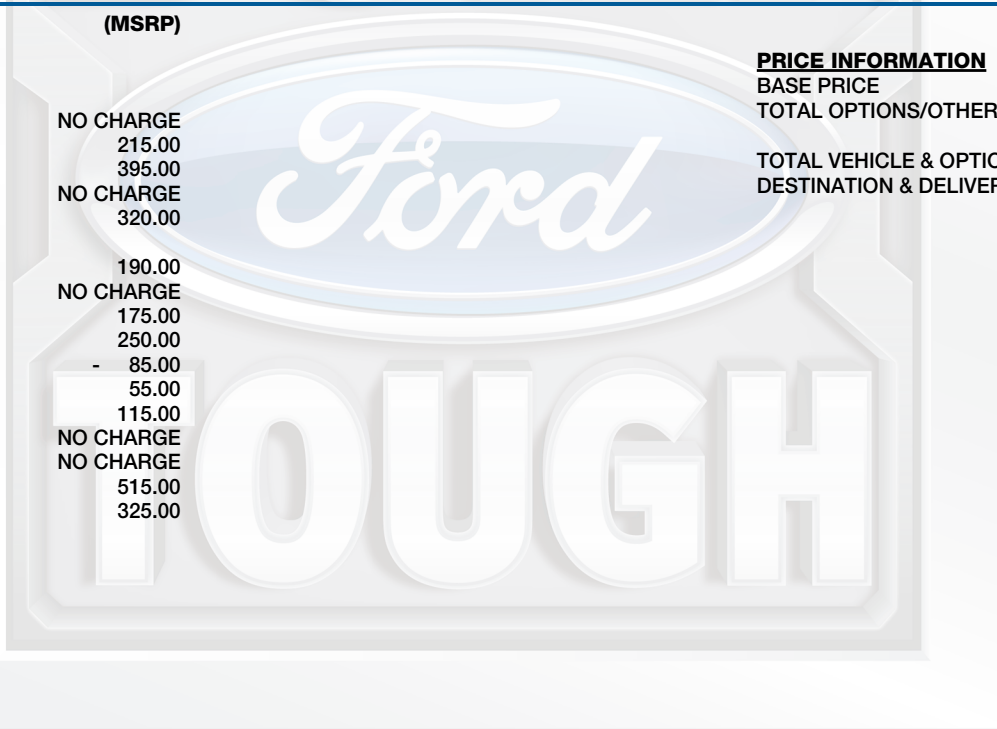 (MSRP)
NO CHARGE
215.00
395.00
NO CHARGE
320.00
190.00
NO CHARGE
175.00
250.00
- 85.00
55.00
115.00
NO CHARGE
NO CHARGE
515.00
325.00
PRICE INFORMATION
BASE PRICE
TOTAL OPTIONS/OTHER
TOTAL VEHICLE & OPTIO
DESTINATION & DELIVER
Ford
TOUGH